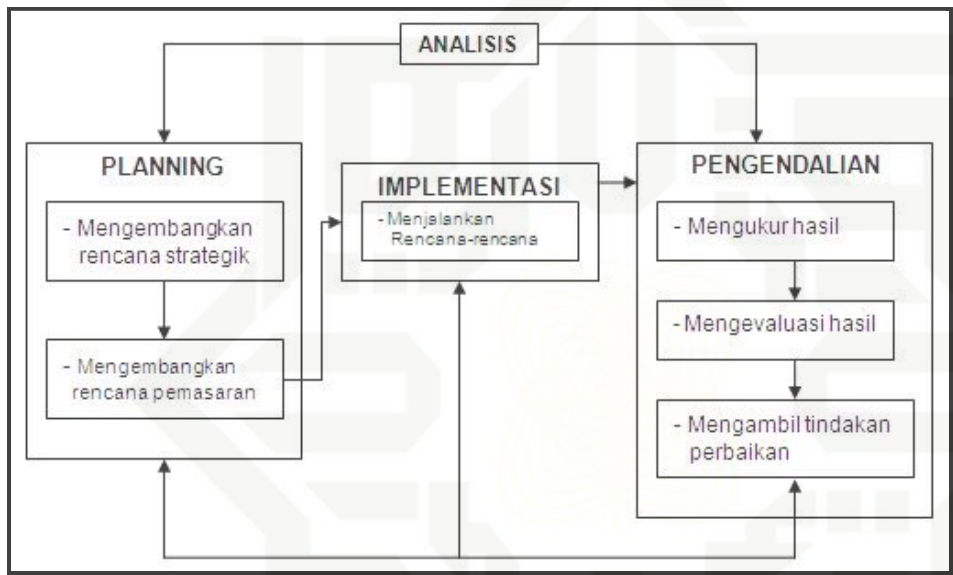 ANALISIS
PLANNING
- Mengembangkan
rencana strategik
- Mengembangkan
rencana pemasaran
IMPLEMENTASI
- Menjalankan
Rencana-rencana
PENGENDALIAN
- Mengukur hasil
- Mengevaluasi hasil
- Mengambil tindakan
perbaikan